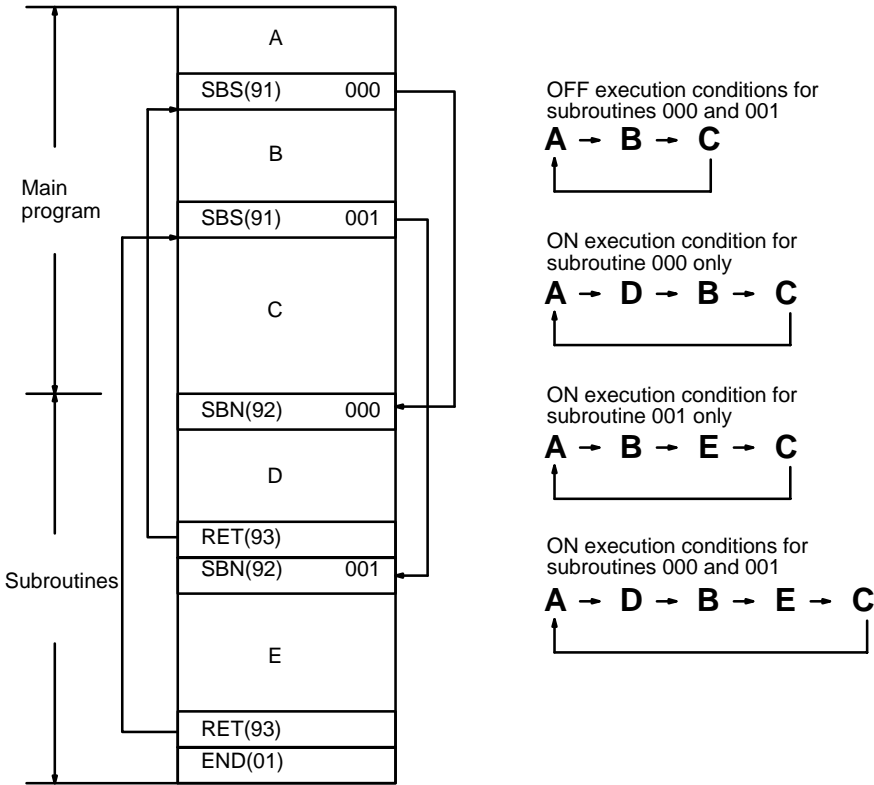 A
SBS(91) 000
B
SBS(91) 001
C
SBN(92) 000
D
RET(93)
SBN(92) 001
E
RET(93)
END(01)
Main
program
Subroutines
OFF execution conditions for
subroutines 000 and 001
A → B → C
ON execution condition for
subroutine 000 only
A → D → B → C
ON execution condition for
subroutine 001 only
A → B → E → C
ON execution conditions for
subroutines 000 and 001
A → D → B → E → C